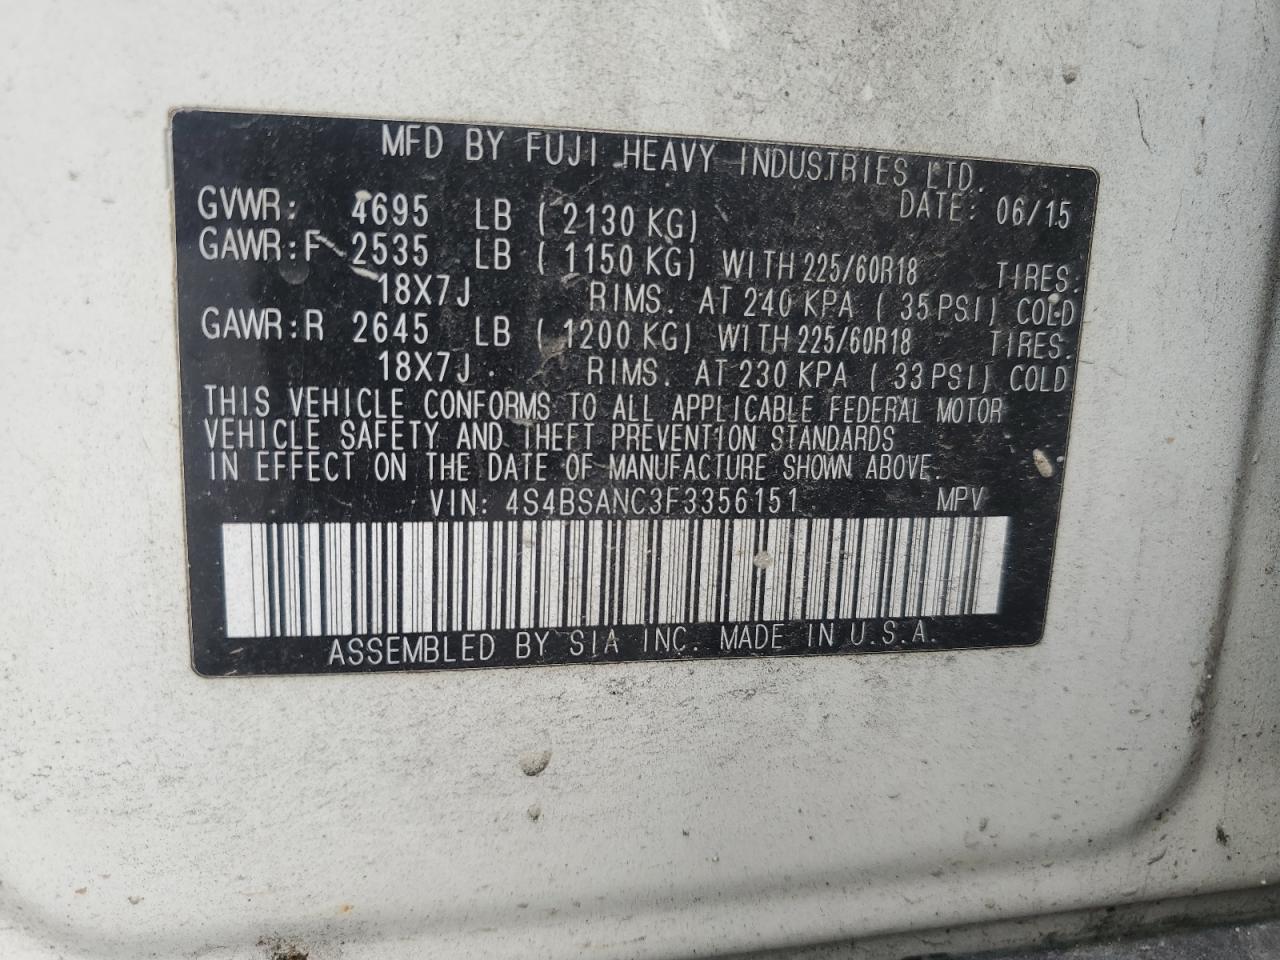 MFD BY FUJI HEAVY INDUSTRIES LTD.
DATE: 06/15
GVWR: 4695 LB ( 2130 KG)
GAWR:F 2535 LB ( 1150 KG) WITH 225/60R18 TIRES.
18X7J RIMS. AT 240 KPA ( 35 PSI) COLD
GAWR:R 2645 LB ( 1200 KG) WITH 225/60R18 TIRES.
18X7J RIMS. AT 230 KPA ( 33 PSI) COLD
THIS VEHICLE CONFORMS TO ALL APPLICABLE FEDERAL MOTOR
VEHICLE SAFETY AND THEFT PREVENTION STANDARDS
IN EFFECT ON THE DATE OF MANUFACTURE SHOWN ABOVE.
VIN: 4S4BSANC3F3356151 MPV
ASSEMBLED BY SIA INC. MADE IN U.S.A.